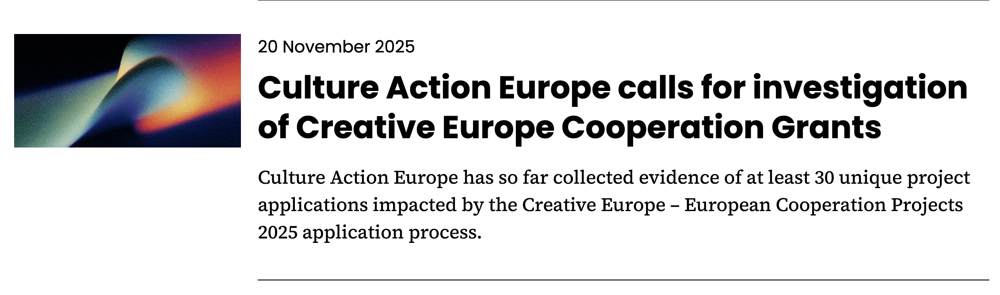 20 November 2025
Culture Action Europe calls for investigation
of Creative Europe Cooperation Grants
Culture Action Europe has so far collected evidence of at least 30 unique project
applications impacted by the Creative Europe – European Cooperation Projects
2025 application process.